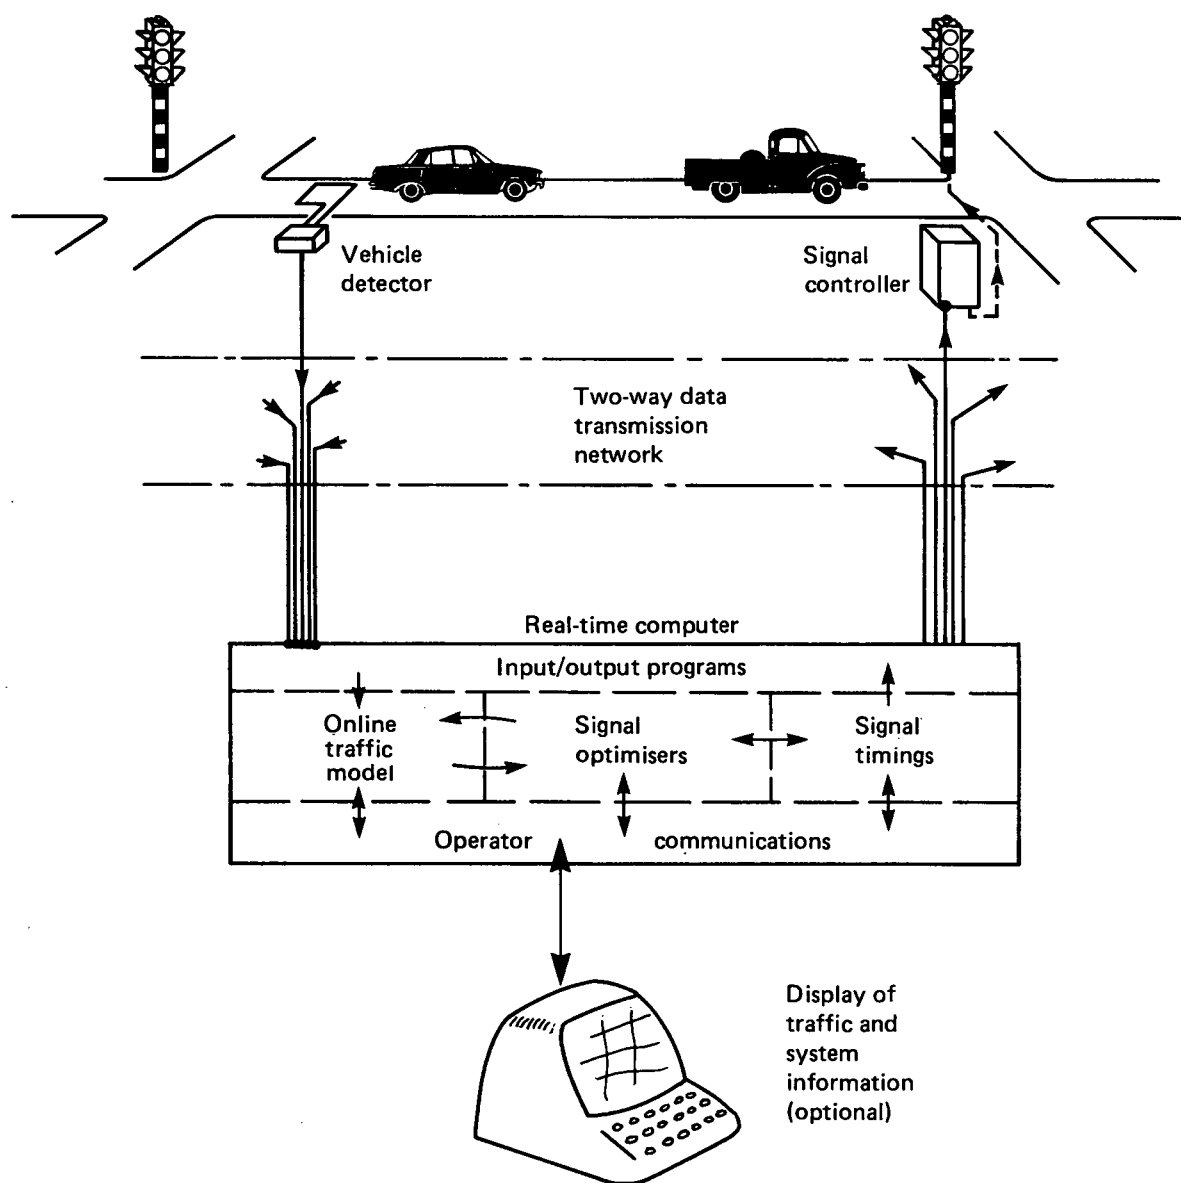 Vehicle
detector
Signal
controller
Two-way data
transmission
network
Real-time computer
Input/output programs
Online
traffic
model
Signal
optimisers
Signal
timings
Operator communications
Display of
traffic and
system
information
(optional)